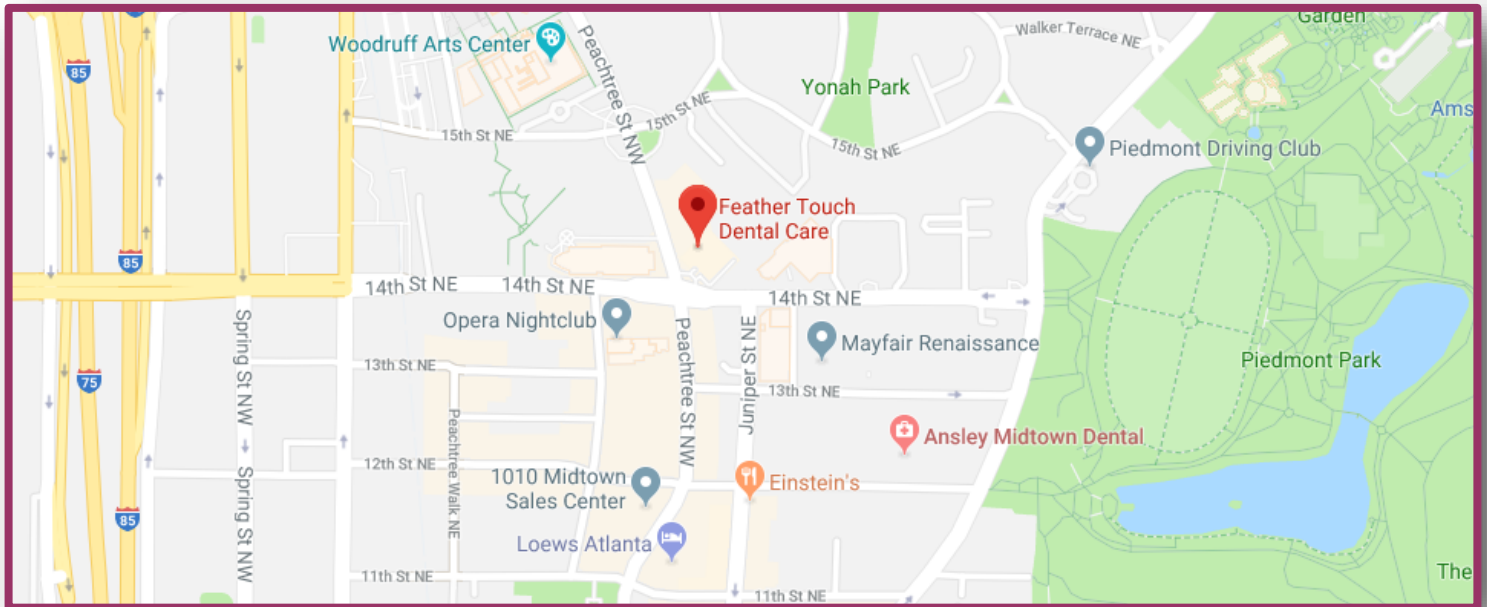 Garden
Walker Terrace NE
Woodruff Arts Center
Peachtree St NW
85
Yonah Park
Ams
15th St NE
15th St NE
15th St NE
Piedmont Driving Club
Feather Touch
Dental Care
85
14th St NE
14th St NE
14th St NE
Opera Nightclub
Spring St NW
Peachtree St NW
Juniper St NE
Mayfair Renaissance
Piedmont Park
13th St NE
75
13th St NE
Peachtree Walk NE
Ansley Midtown Dental
12th St NE
1010 Midtown
Sales Center
Einstein's
Spring St NW
85
Loews Atlanta
11th St NE
The
11th St NE